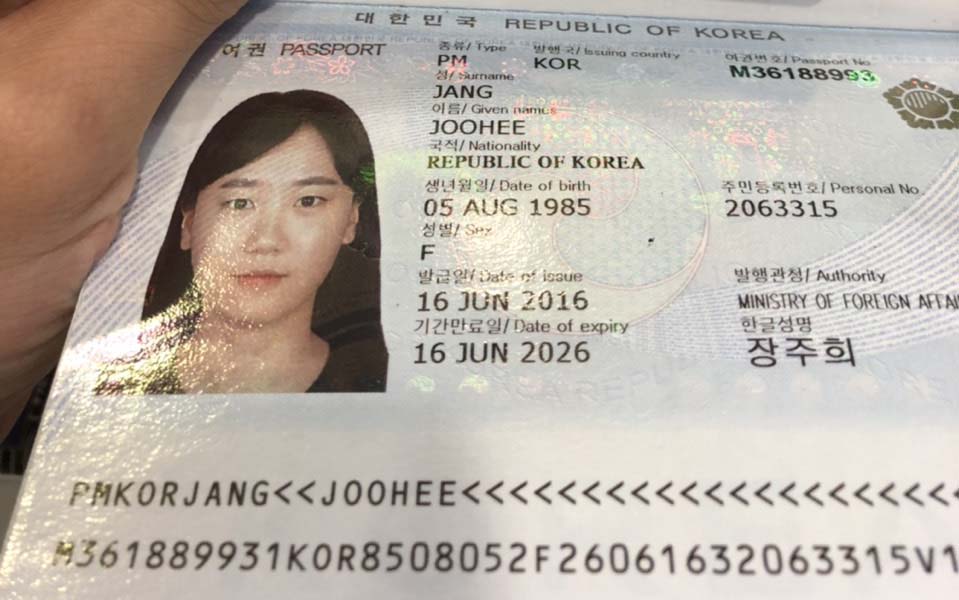 대한민국 REPUBLIC OF KOREA
여권 PASSPORT
종류/ Type 발행국/ Issuing country 여권번호/ Passport No.
PM KOR M36188993
성/ Surname
JANG
이름/ Given names
JOOHEE
국적/ Nationality
REPUBLIC OF KOREA
생년월일/ Date of birth 주민등록번호/ Personal No.
05 AUG 1985 2063315
성별/ Sex
F
발급일/ Date of issue 발행관청/ Authority
16 JUN 2016 MINISTRY OF FOREIGN AFFAI
기간만료일/ Date of expiry 한글성명
16 JUN 2026 장주희
PMKORJANG<<JOOHEE<<<<<<<<<<<<<<<<<<<<<
M361889931KOR8508052F26061632063315V1